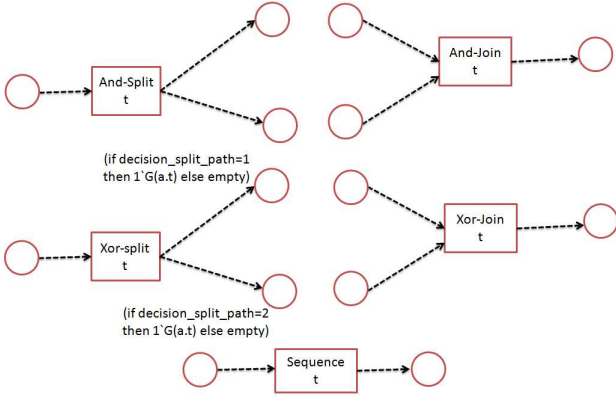 And-Split
t
And-Join
t
(if decision_split_path=1
then 1`G(a.t) else empty)
Xor-split
t
Xor-Join
t
(if decision_split_path=2
then 1`G(a.t) else empty)
Sequence
t